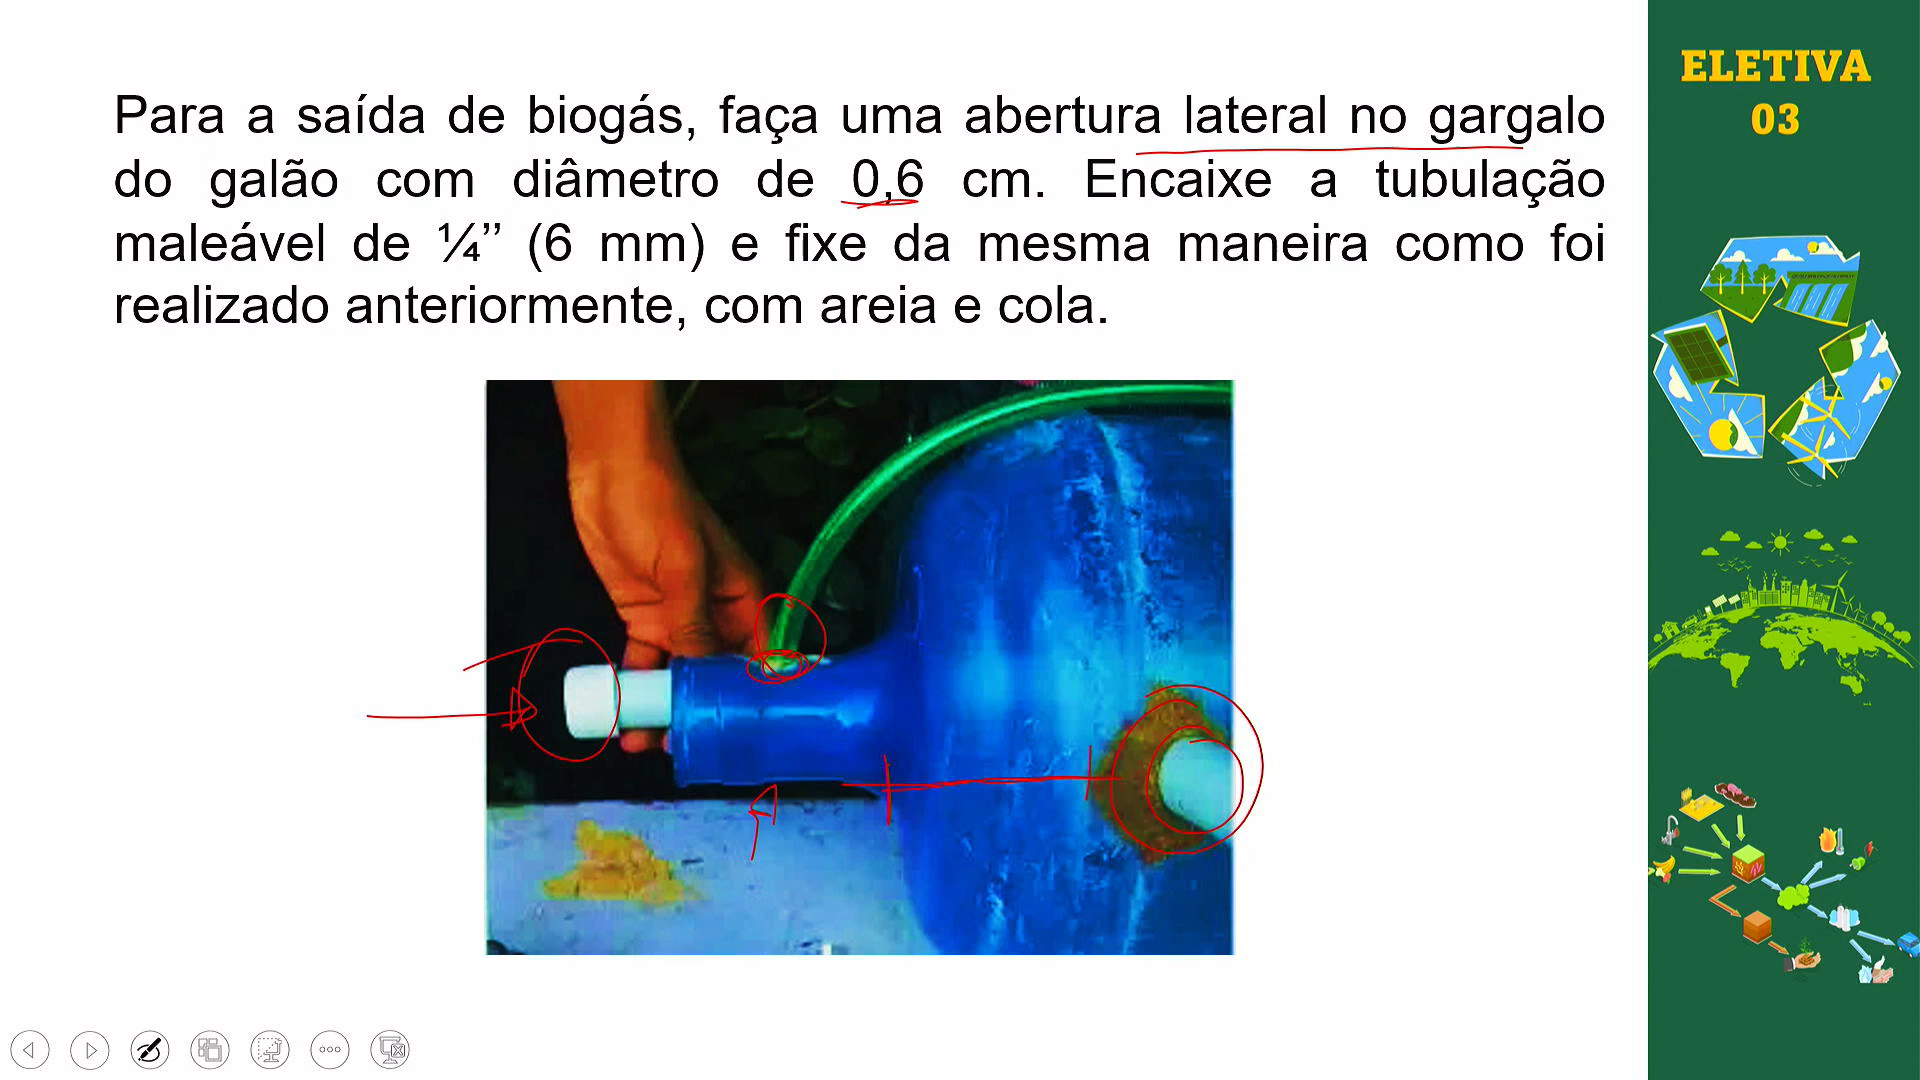 Para a saída de biogás, faça uma abertura lateral no gargalo
do galão com diâmetro de 0,6 cm. Encaixe a tubulação
maleável de ¼’’ (6 mm) e fixe da mesma maneira como foi
realizado anteriormente, com areia e cola.
ELETIVA
03